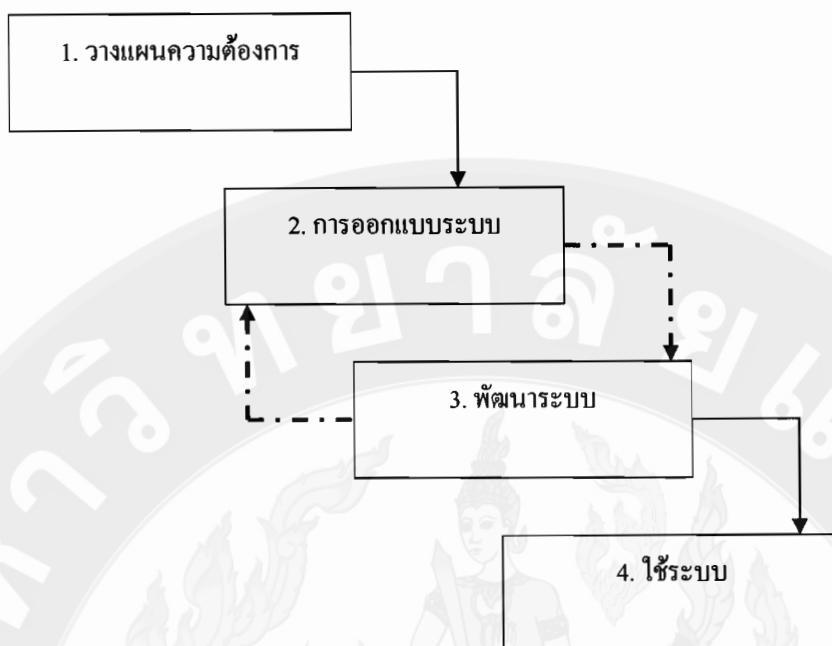 1. วางแผนความต้องการ
2. การออกแบบระบบ
3. พัฒนาระบบ
4. ใช้ระบบ